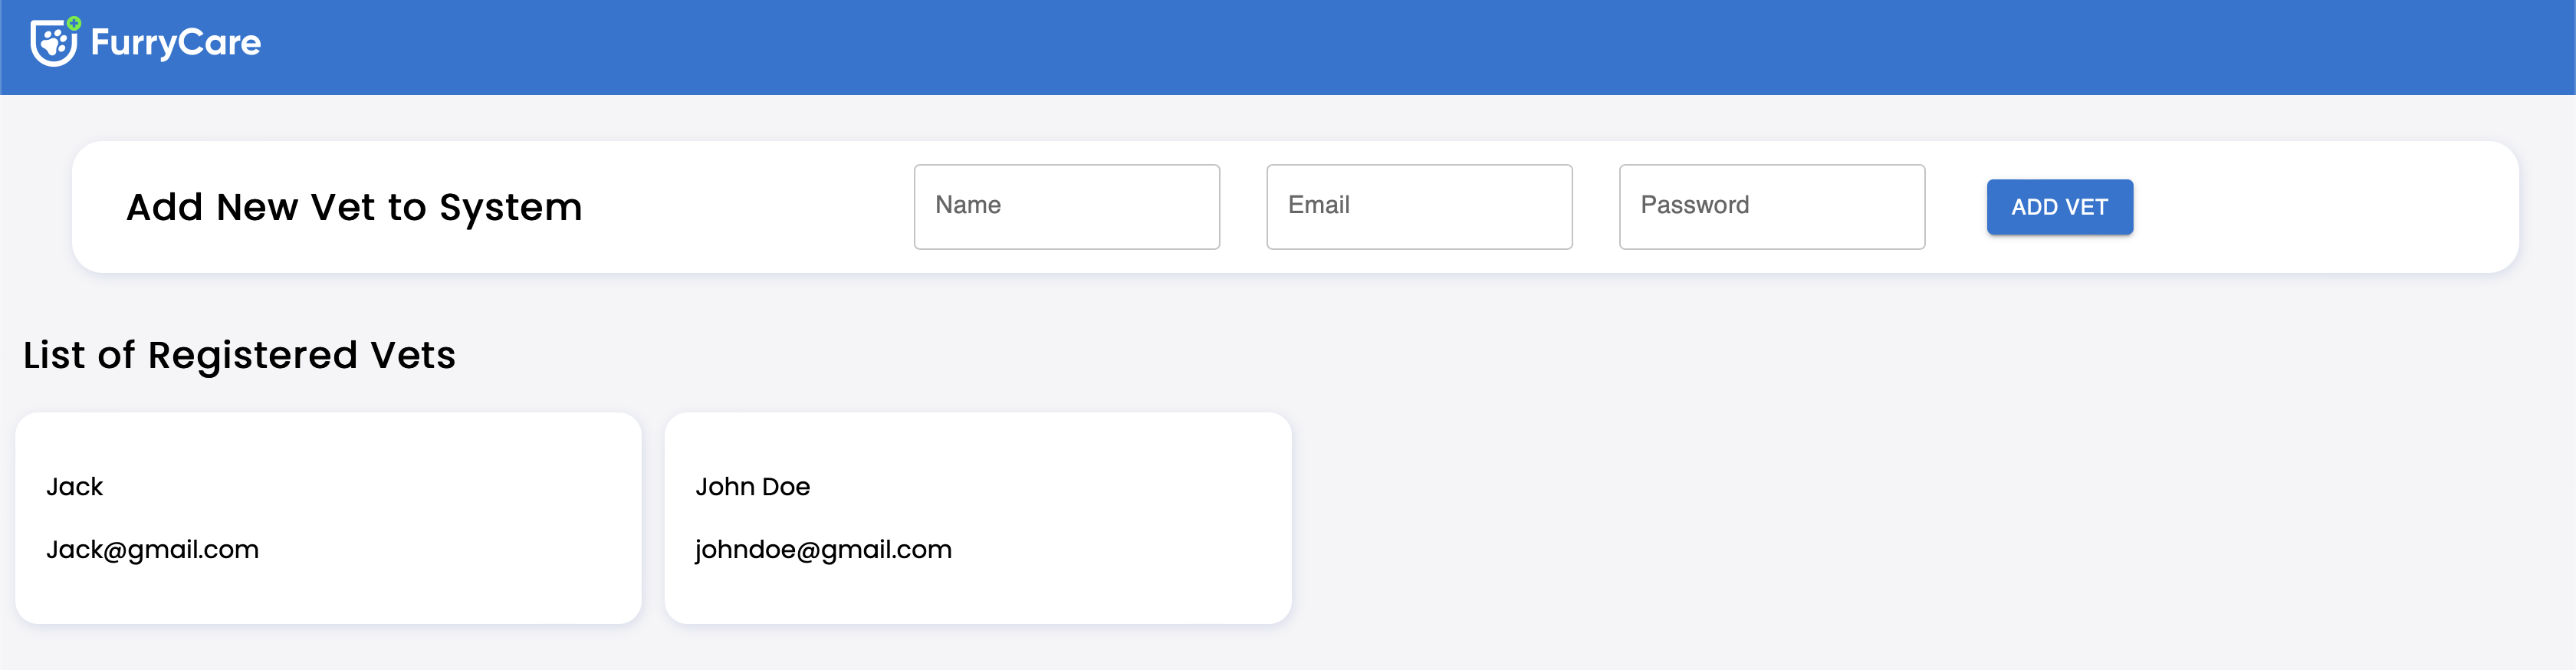 FurryCare
Add New Vet to System
Name
Email
Password
ADD VET
List of Registered Vets
Jack
Jack@gmail.com
John Doe
johndoe@gmail.com